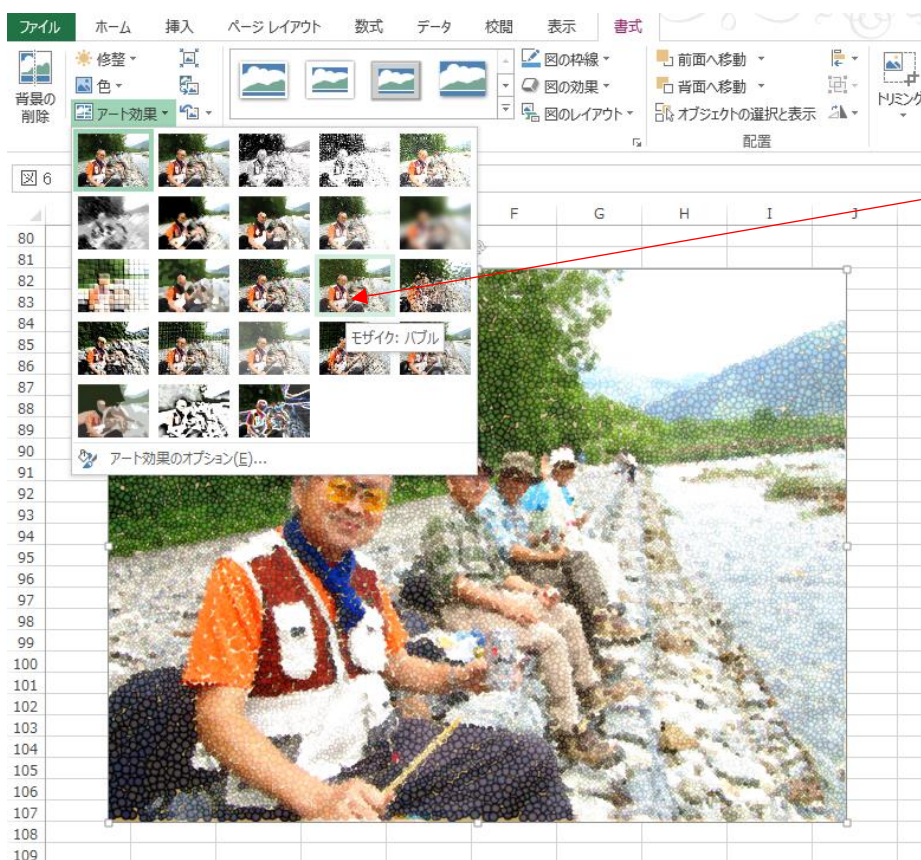 ファイル ホーム 挿入 ページ レイアウト 数式 データ 校閲 表示 書式
背景の
削除
修整
色
アート効果
図の枠線
図の効果
図のレイアウト
前面へ移動
背面へ移動
オブジェクトの選択と表示
配置
トリミング
図 6
F G H I J
モザイク: バブル
アート効果のオプション(E)...
80
81
82
83
84
85
86
87
88
89
90
91
92
93
94
95
96
97
98
99
100
101
102
103
104
105
106
107
108
109